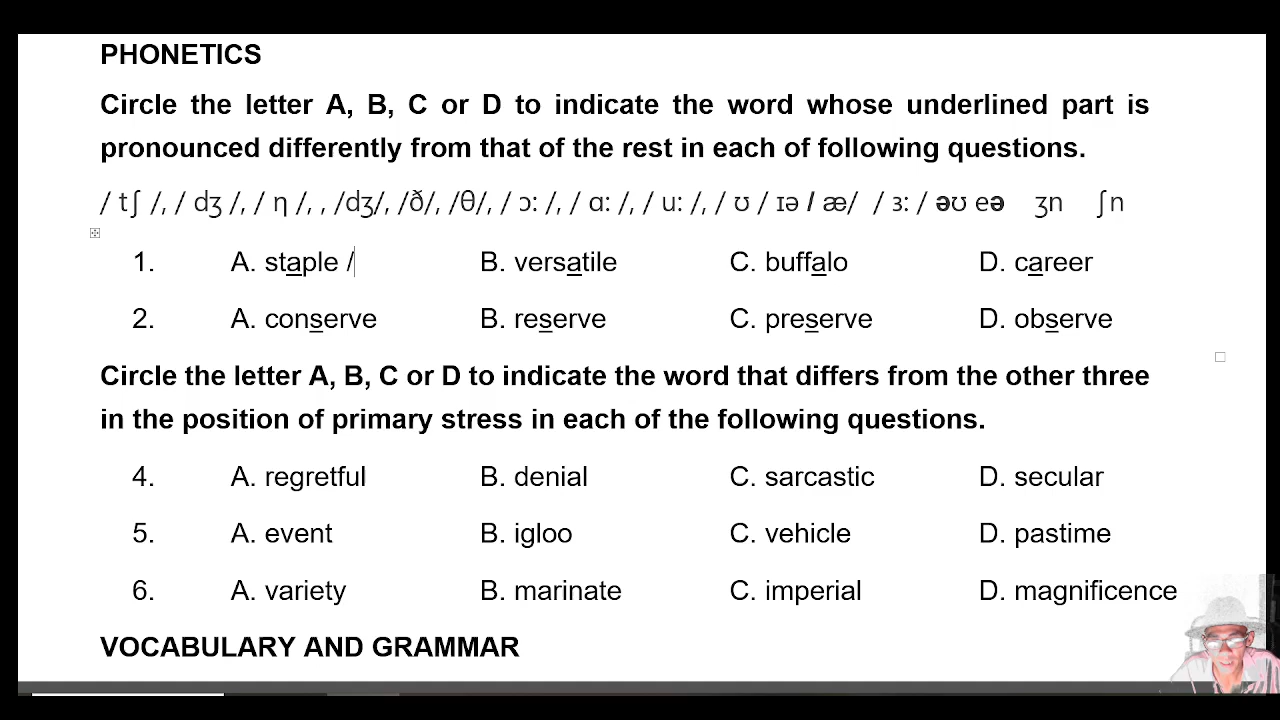 PHONETICS
Circle the letter A, B, C or D to indicate the word whose underlined part is
pronounced differently from that of the rest in each of following questions.
/ tʃ /, / dʒ /, / η /, , /dʒ/, /ð/, /θ/, / ɔ: /, / ɑ: /, / u: /, / ʊ / ɪə / æ/ / ɜ: / əʊ eə ʒn ʃn
1. A. staple / B. versatile C. buffalo D. career
2. A. conserve B. reserve C. preserve D. observe
Circle the letter A, B, C or D to indicate the word that differs from the other three
in the position of primary stress in each of the following questions.
4. A. regretful B. denial C. sarcastic D. secular
5. A. event B. igloo C. vehicle D. pastime
6. A. variety B. marinate C. imperial D. magnificence
VOCABULARY AND GRAMMAR